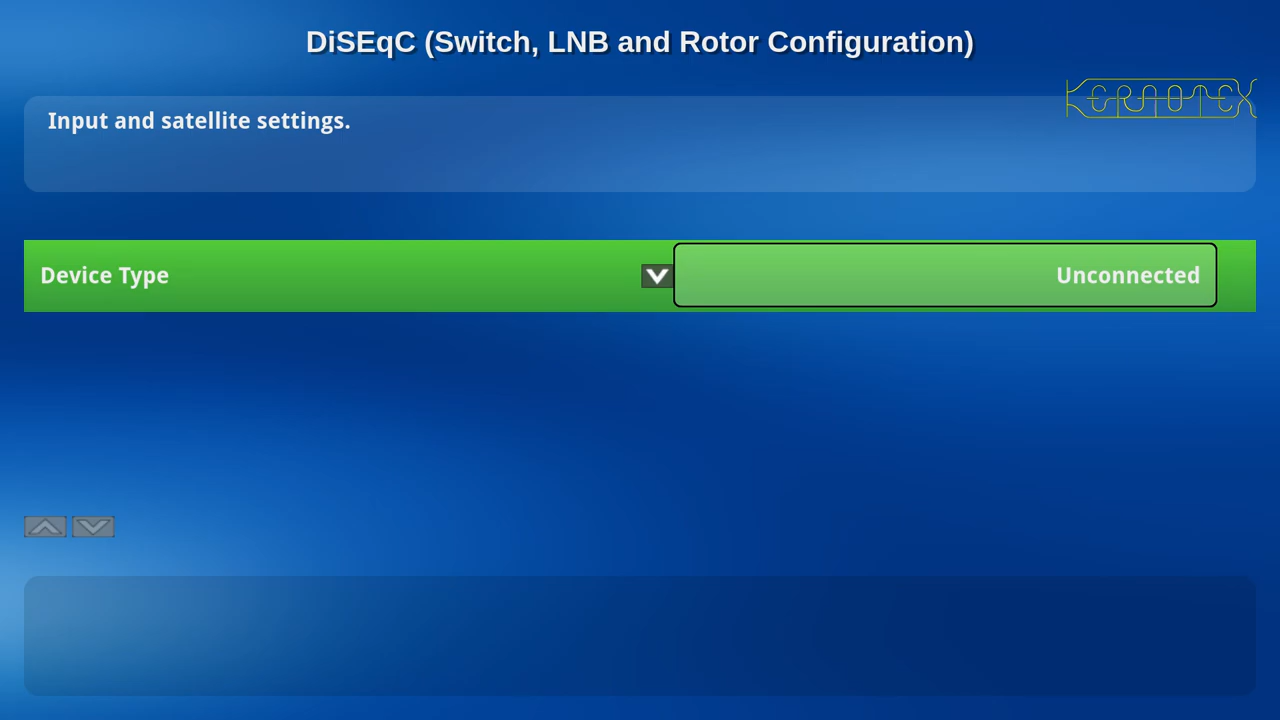 DiSEqC (Switch, LNB and Rotor Configuration)
Input and satellite settings.
Device Type
Unconnected